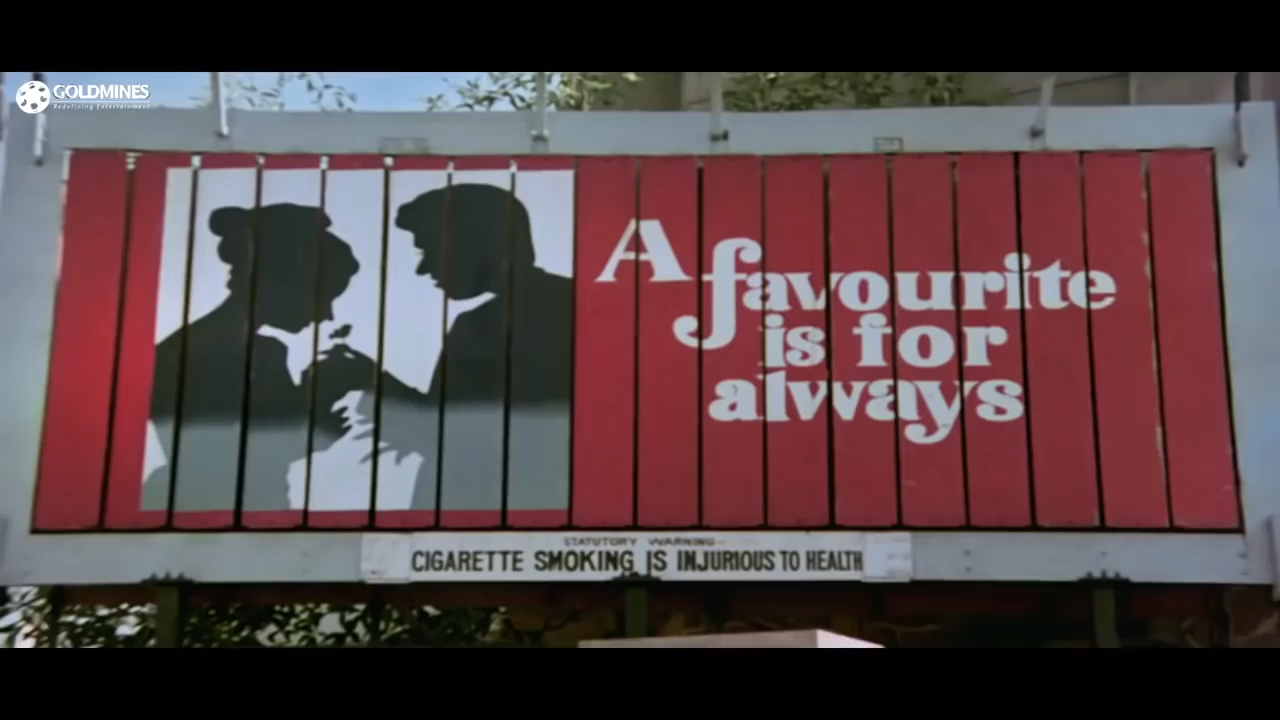 GOLDMINES
Redefining Entertainment
A
favourite
is for
always
STATUTORY WARNING:-
CIGARETTE SMOKING IS INJURIOUS TO HEALTH